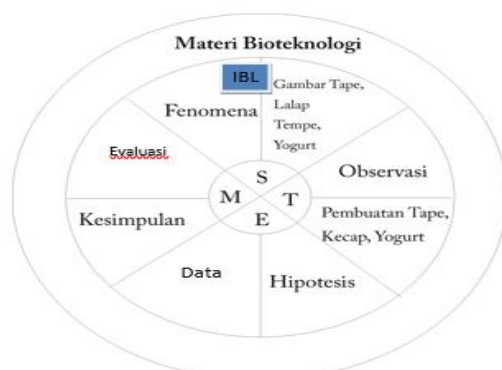 Materi Bioteknologi
IBL
Gambar Tape,
Lalap
Tempe,
Yogurt
Fenomena
Evaluasi
Observasi
S
M
T
E
Kesimpulan
Pembuatan Tape,
Kecap, Yogurt
Data
Hipotesis